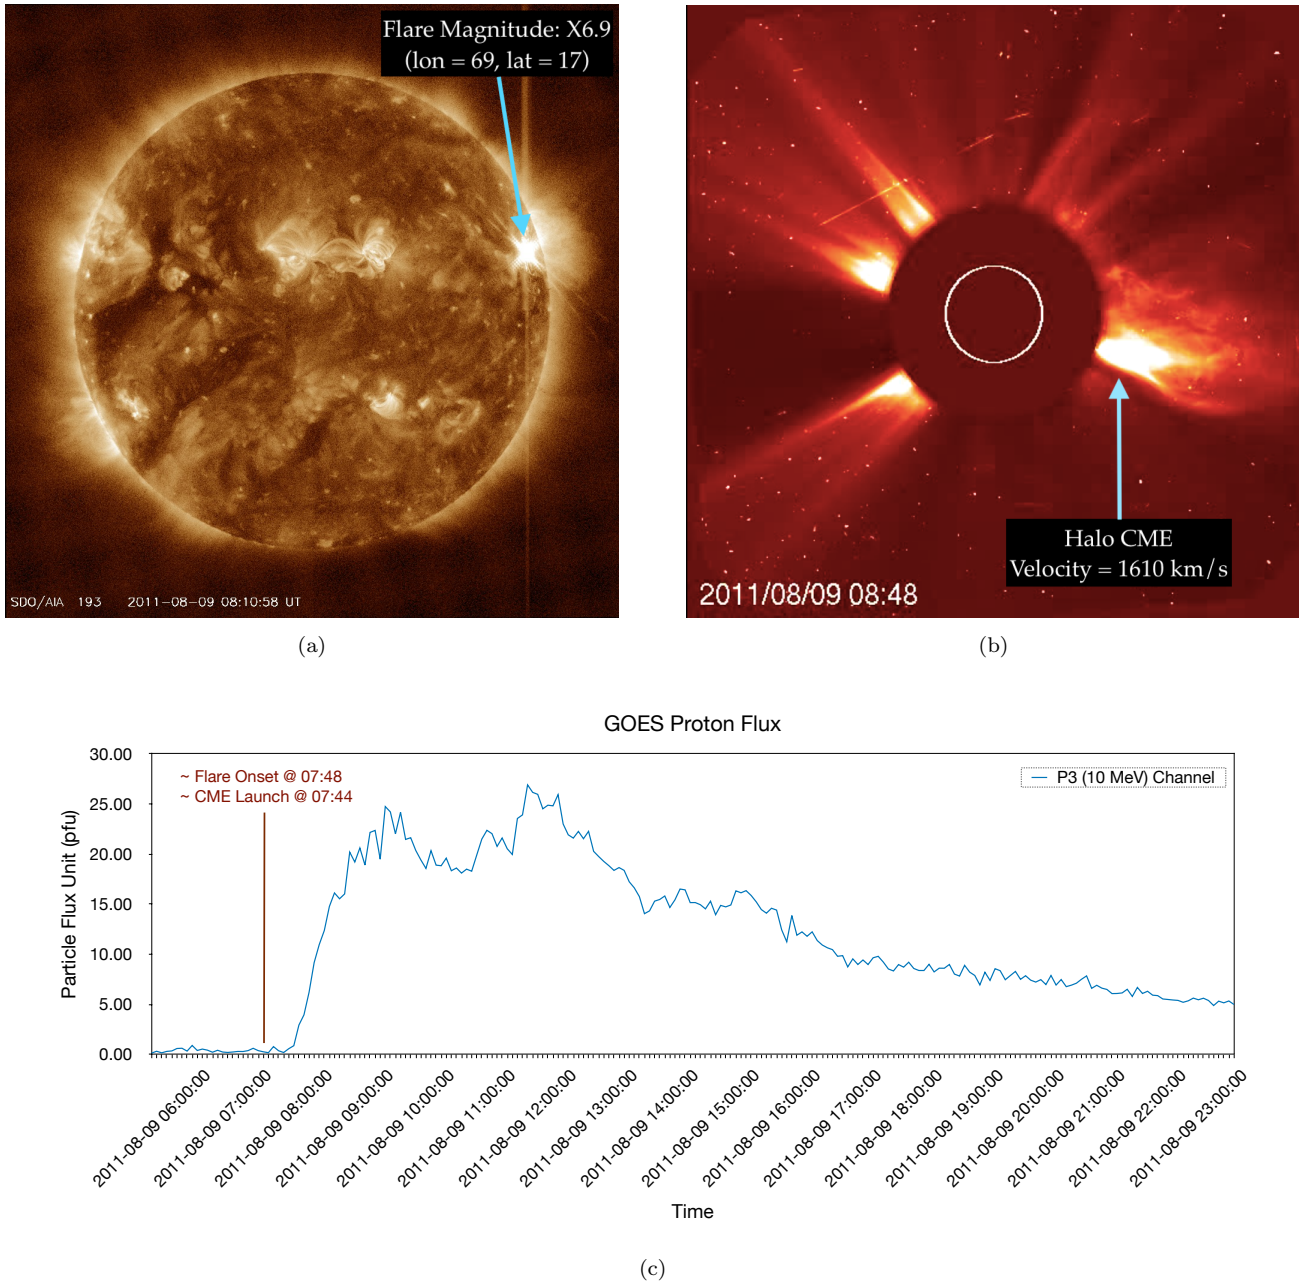 Flare Magnitude: X6.9
(lon = 69, lat = 17)
SDO/AIA 193 2011-08-09 08:10:58 UT
Halo CME
Velocity = 1610 km/s
2011/08/09 08:48
(a)
(b)
GOES Proton Flux
~ Flare Onset @ 07:48
~ CME Launch @ 07:44
P3 (10 MeV) Channel
Particle Flux Unit (pfu)
30.00
25.00
20.00
15.00
10.00
5.00
0.00
2011-08-09 06:00:00
2011-08-09 07:00:00
2011-08-09 08:00:00
2011-08-09 09:00:00
2011-08-09 10:00:00
2011-08-09 11:00:00
2011-08-09 12:00:00
2011-08-09 13:00:00
2011-08-09 14:00:00
2011-08-09 15:00:00
2011-08-09 16:00:00
2011-08-09 17:00:00
2011-08-09 18:00:00
2011-08-09 19:00:00
2011-08-09 20:00:00
2011-08-09 21:00:00
2011-08-09 22:00:00
2011-08-09 23:00:00
Time
(c)